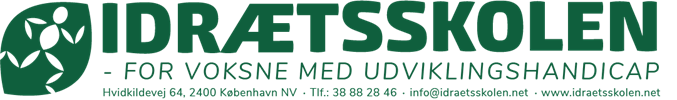 IDRÆTSSKOLEN
- FOR VOKSNE MED UDVIKLINGSHANDICAP
Hvidkildevej 64, 2400 København NV · Tlf.: 38 88 28 46 · info@idraetsskolen.net · www.idraetsskolen.net